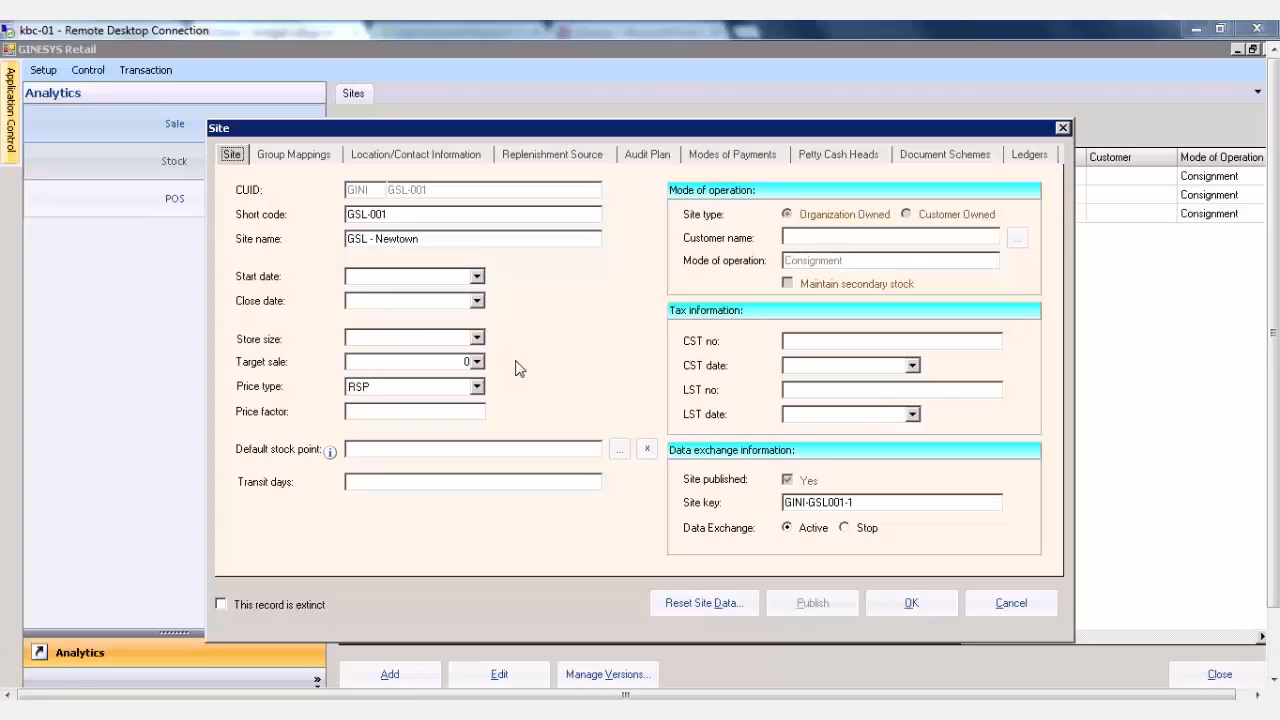 kbc-01 - Remote Desktop Connection
GINESYS Retail
Setup Control Transaction
Application Control
Analytics
Sites
Sale
Stock
POS
Customer Mode of Operation
Consignment
Consignment
Consignment
Site
Site Group Mappings Location/Contact Information Replenishment Source Audit Plan Modes of Payments Petty Cash Heads Document Schemes Ledgers
CUID: GINI GSL-001
Short code: GSL-001
Site name: GSL - Newtown
Start date:
Close date:
Store size:
Target sale: 0
Price type: RSP
Price factor:
Default stock point: i ... x
Transit days:
Mode of operation:
Site type: Organization Owned Customer Owned
Customer name: ...
Mode of operation: Consignment
Maintain secondary stock
Tax information:
CST no:
CST date:
LST no:
LST date:
Data exchange information:
Site published: Yes
Site key: GINI-GSL001-1
Data Exchange: Active Stop
This record is extinct
Reset Site Data... Publish OK Cancel
Analytics
»
Add Edit Manage Versions... Close